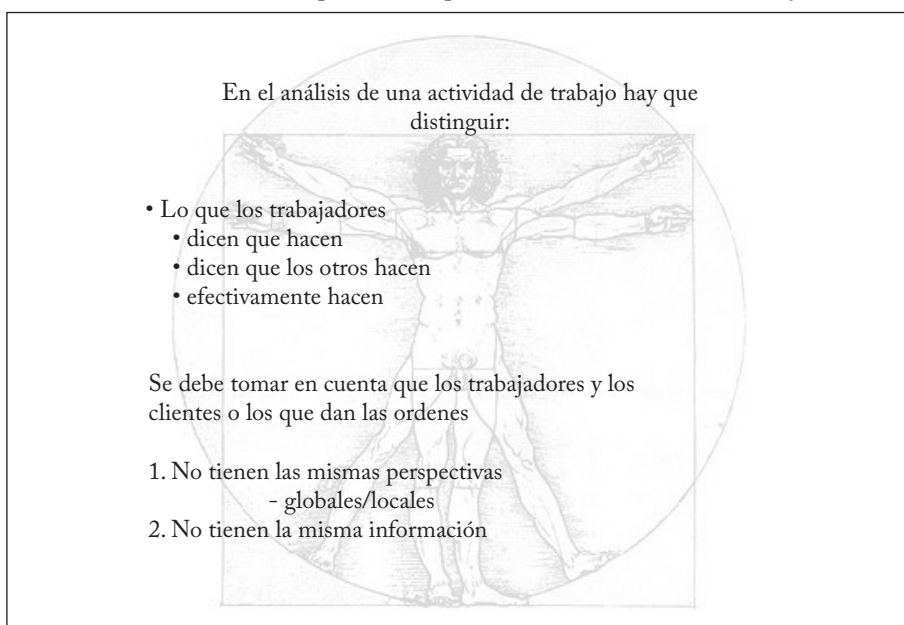 En el análisis de una actividad de trabajo hay que
distinguir:
• Lo que los trabajadores
• dicen que hacen
• dicen que los otros hacen
• efectivamente hacen
Se debe tomar en cuenta que los trabajadores y los
clientes o los que dan las ordenes
1. No tienen las mismas perspectivas
- globales/locales
2. No tienen la misma información